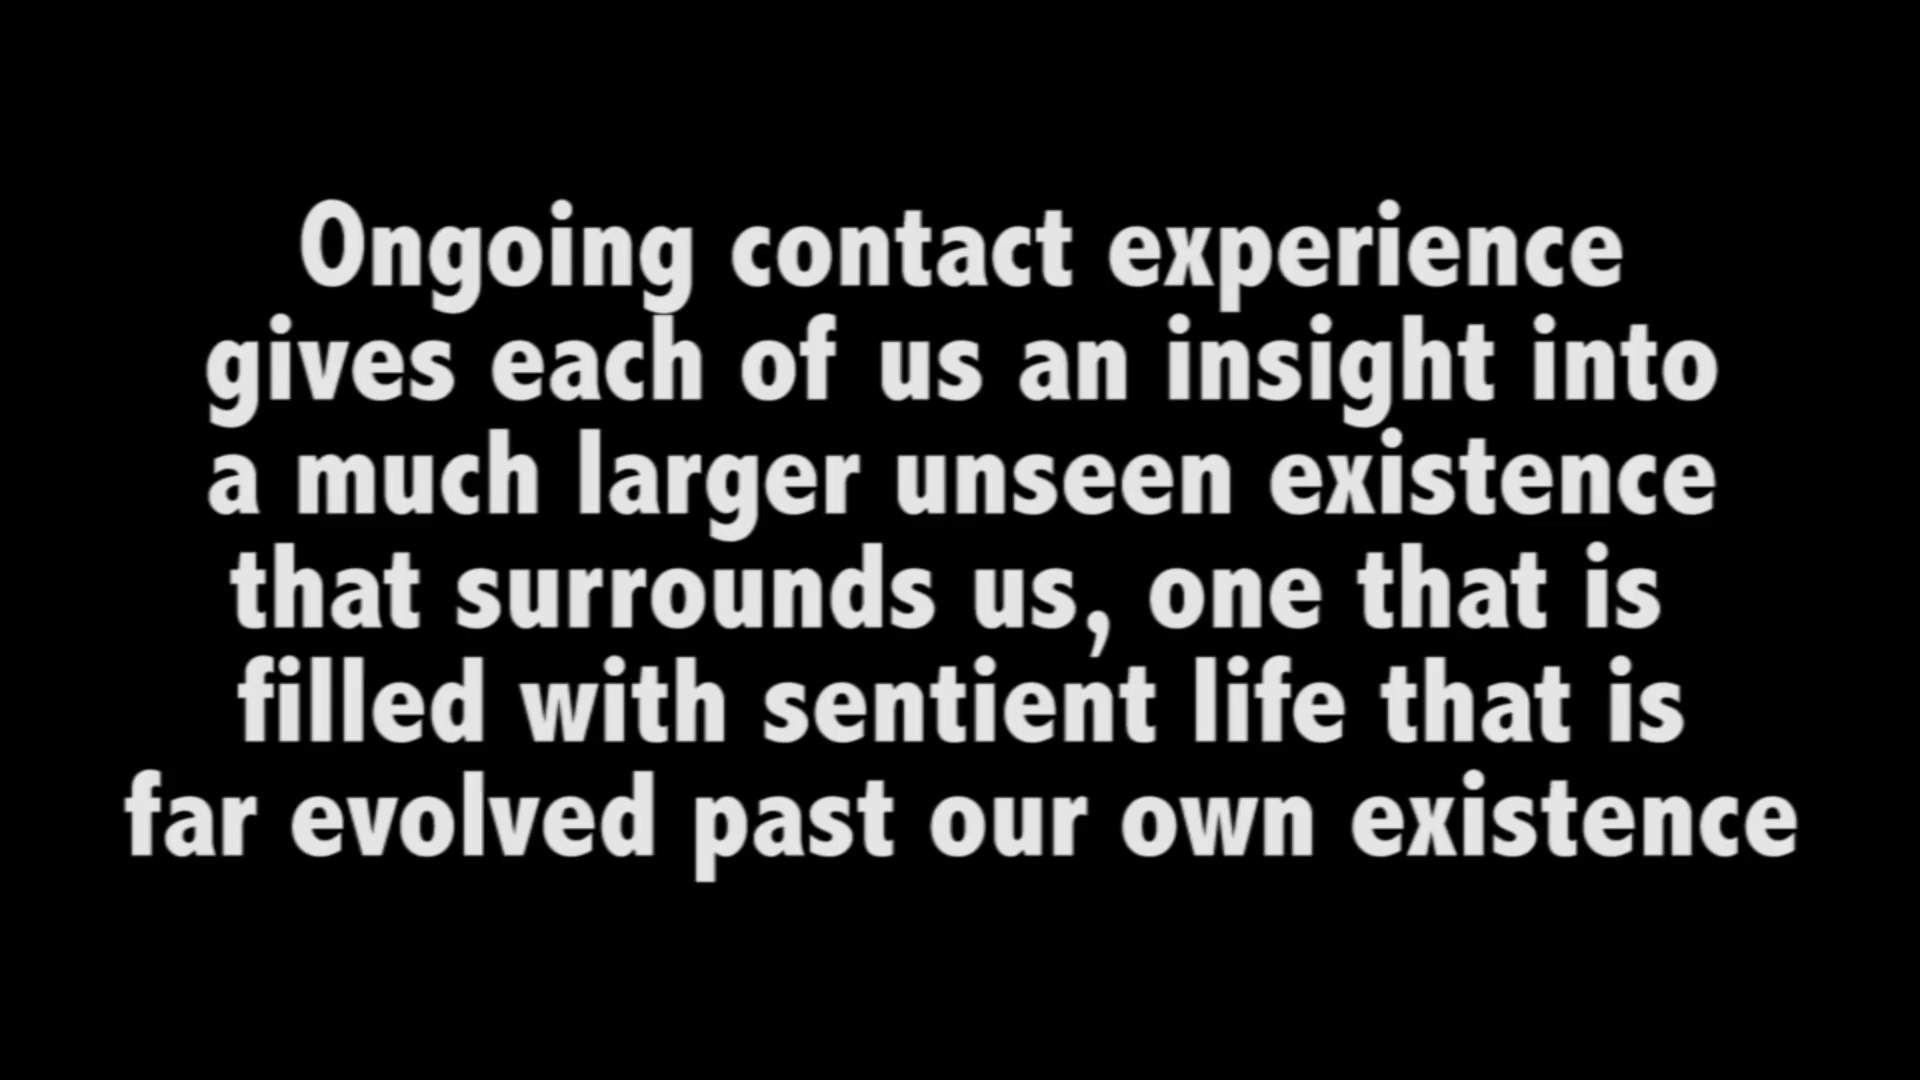 Ongoing contact experience
gives each of us an insight into
a much larger unseen existence
that surrounds us, one that is
filled with sentient life that is
far evolved past our own existence